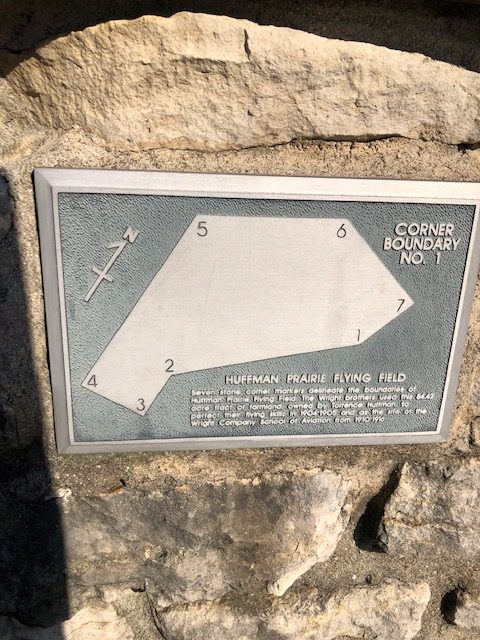 N
5
6
CORNER
BOUNDARY
NO. 1
7
1
2
4
3
HUFFMAN PRAIRIE FLYING FIELD
Seven stone corner markers delineate the boundaries of
Huffman Prairie Flying Field. The Wright brothers used this 84.42
acre tract of farmland, owned by Torrence Huffman, to
perfect their flying skills in 1904-1905 and as the site of the
Wright Company School of Aviation from 1910-1916